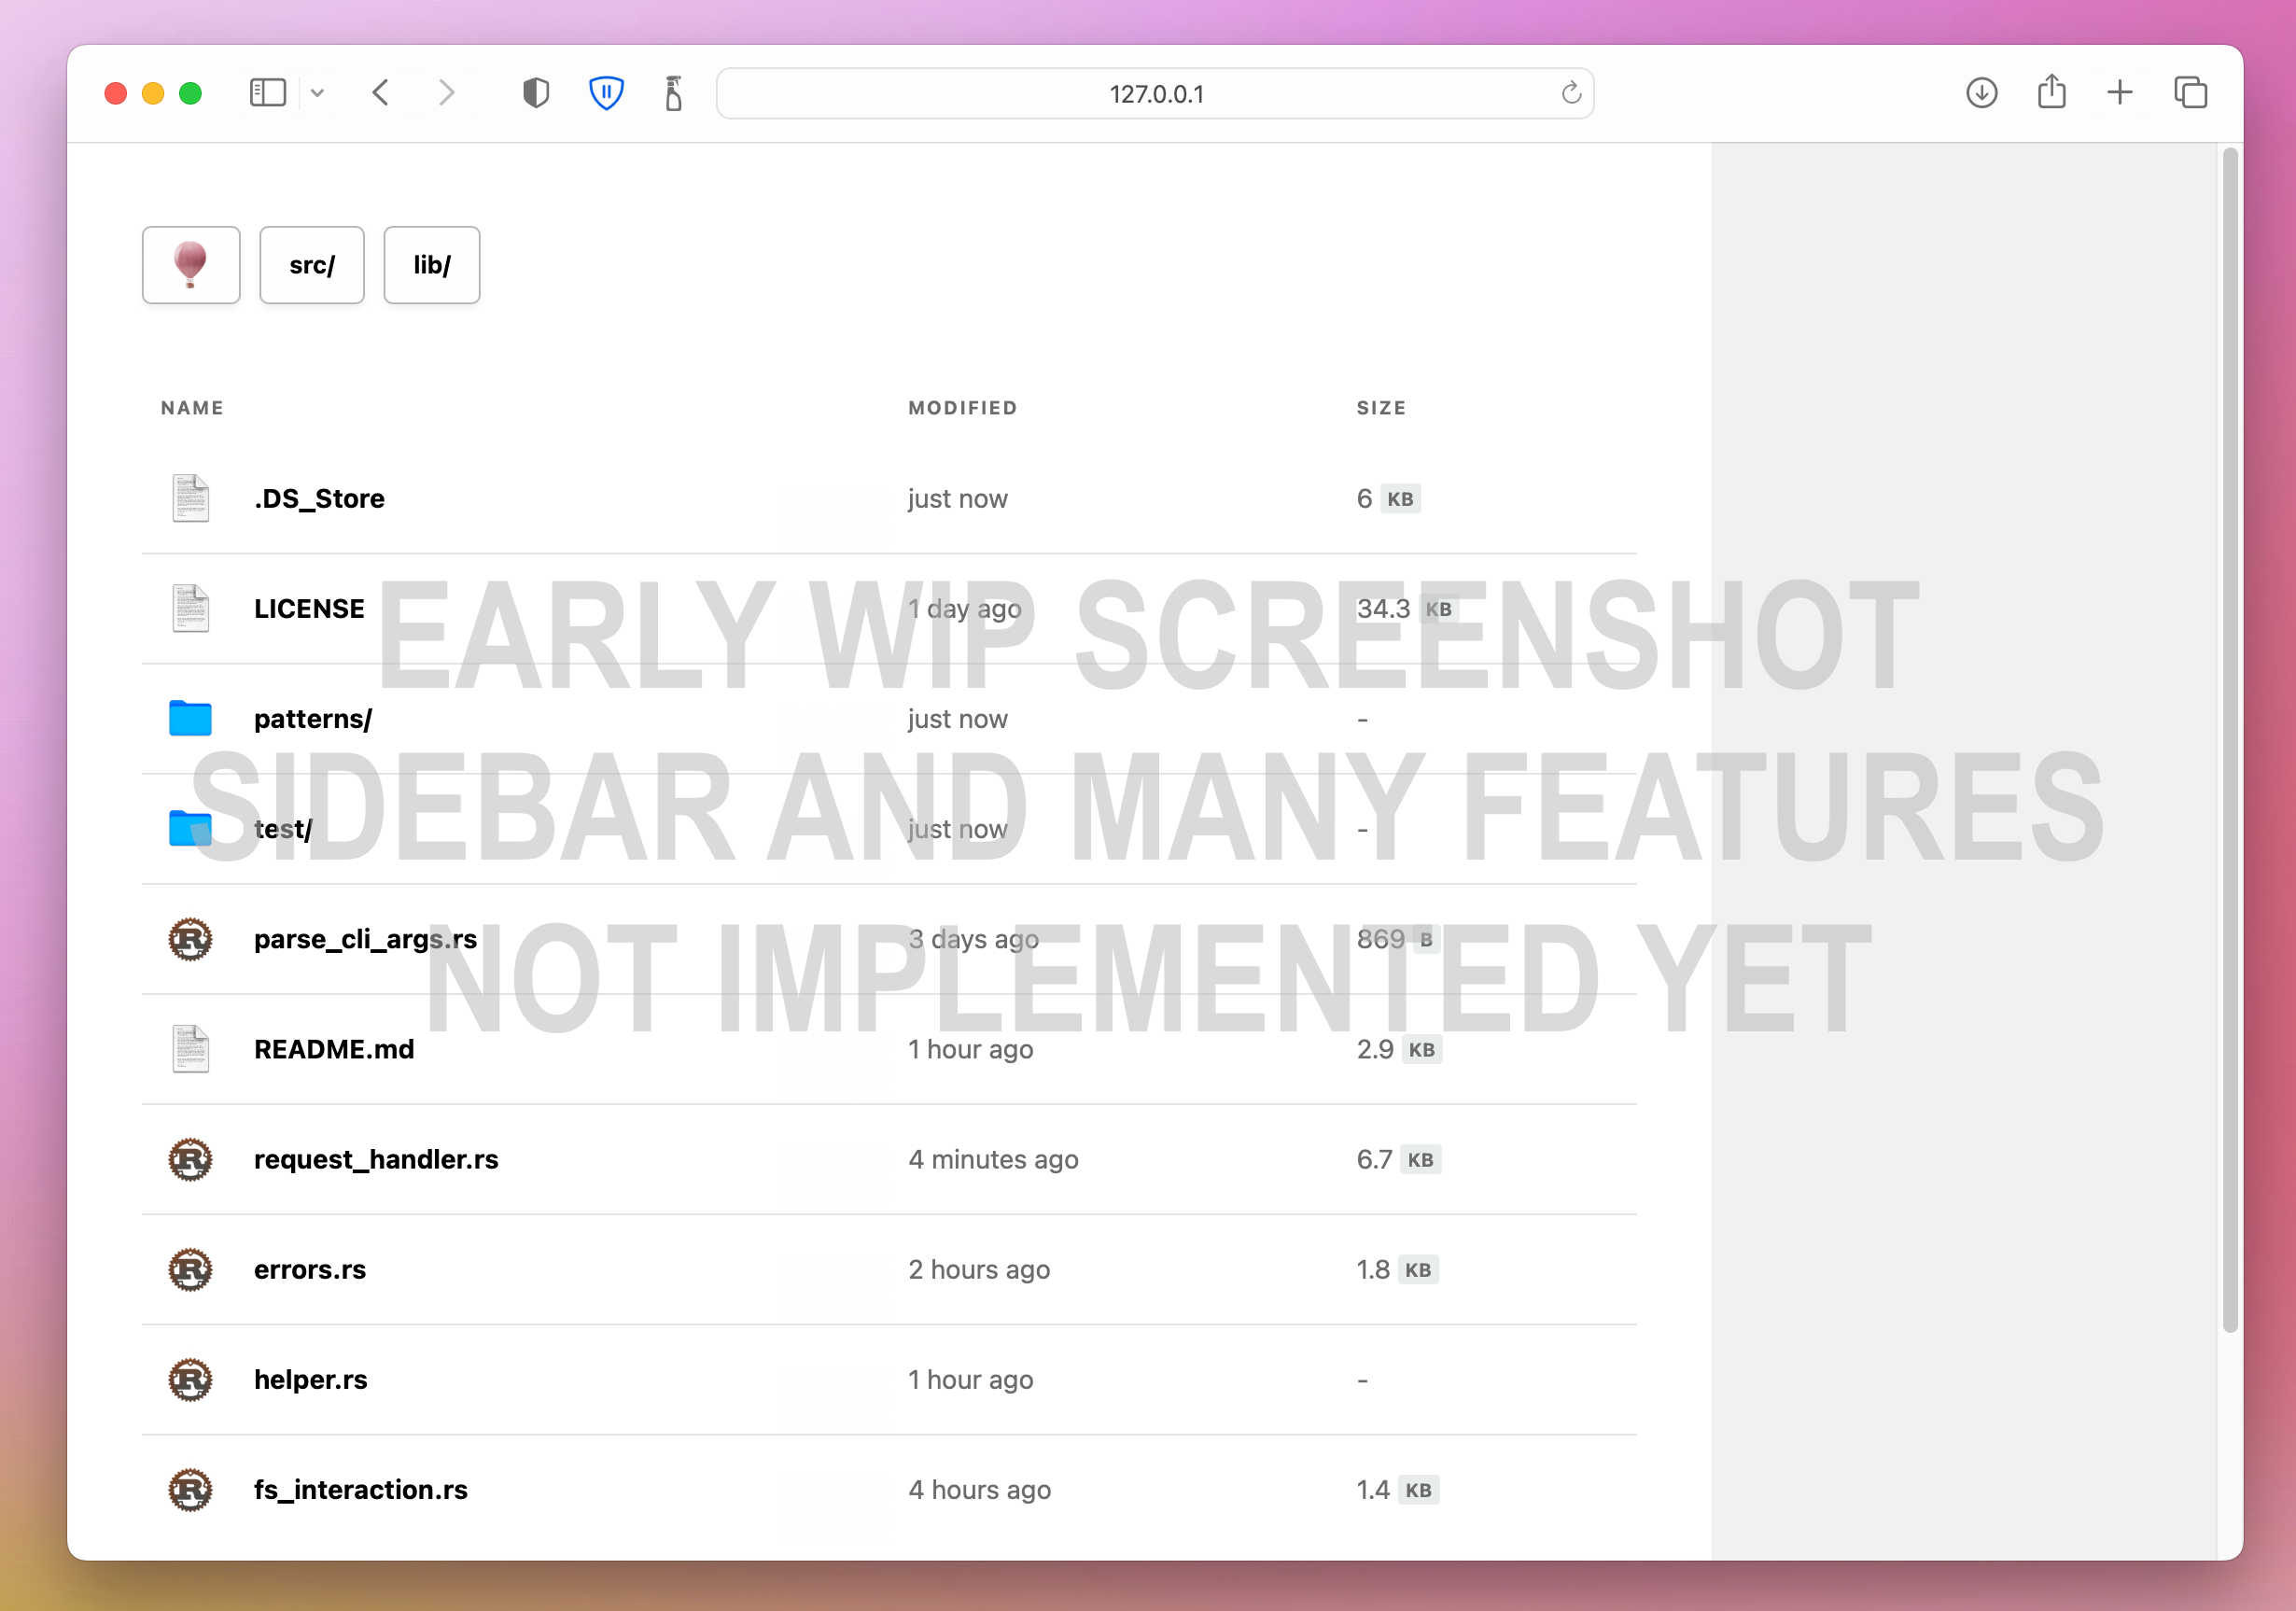 127.0.0.1
src/ lib/
NAME MODIFIED SIZE
.DS_Store just now 6 KB
LICENSE 1 day ago 34.3 KB
EARLY WIP SCREENSHOT
patterns/ just now -
SIDEBAR AND MANY FEATURES
test/ just now -
parse_cli_args.rs 3 days ago 869 B
NOT IMPLEMENTED YET
README.md 1 hour ago 2.9 KB
request_handler.rs 4 minutes ago 6.7 KB
errors.rs 2 hours ago 1.8 KB
helper.rs 1 hour ago -
fs_interaction.rs 4 hours ago 1.4 KB